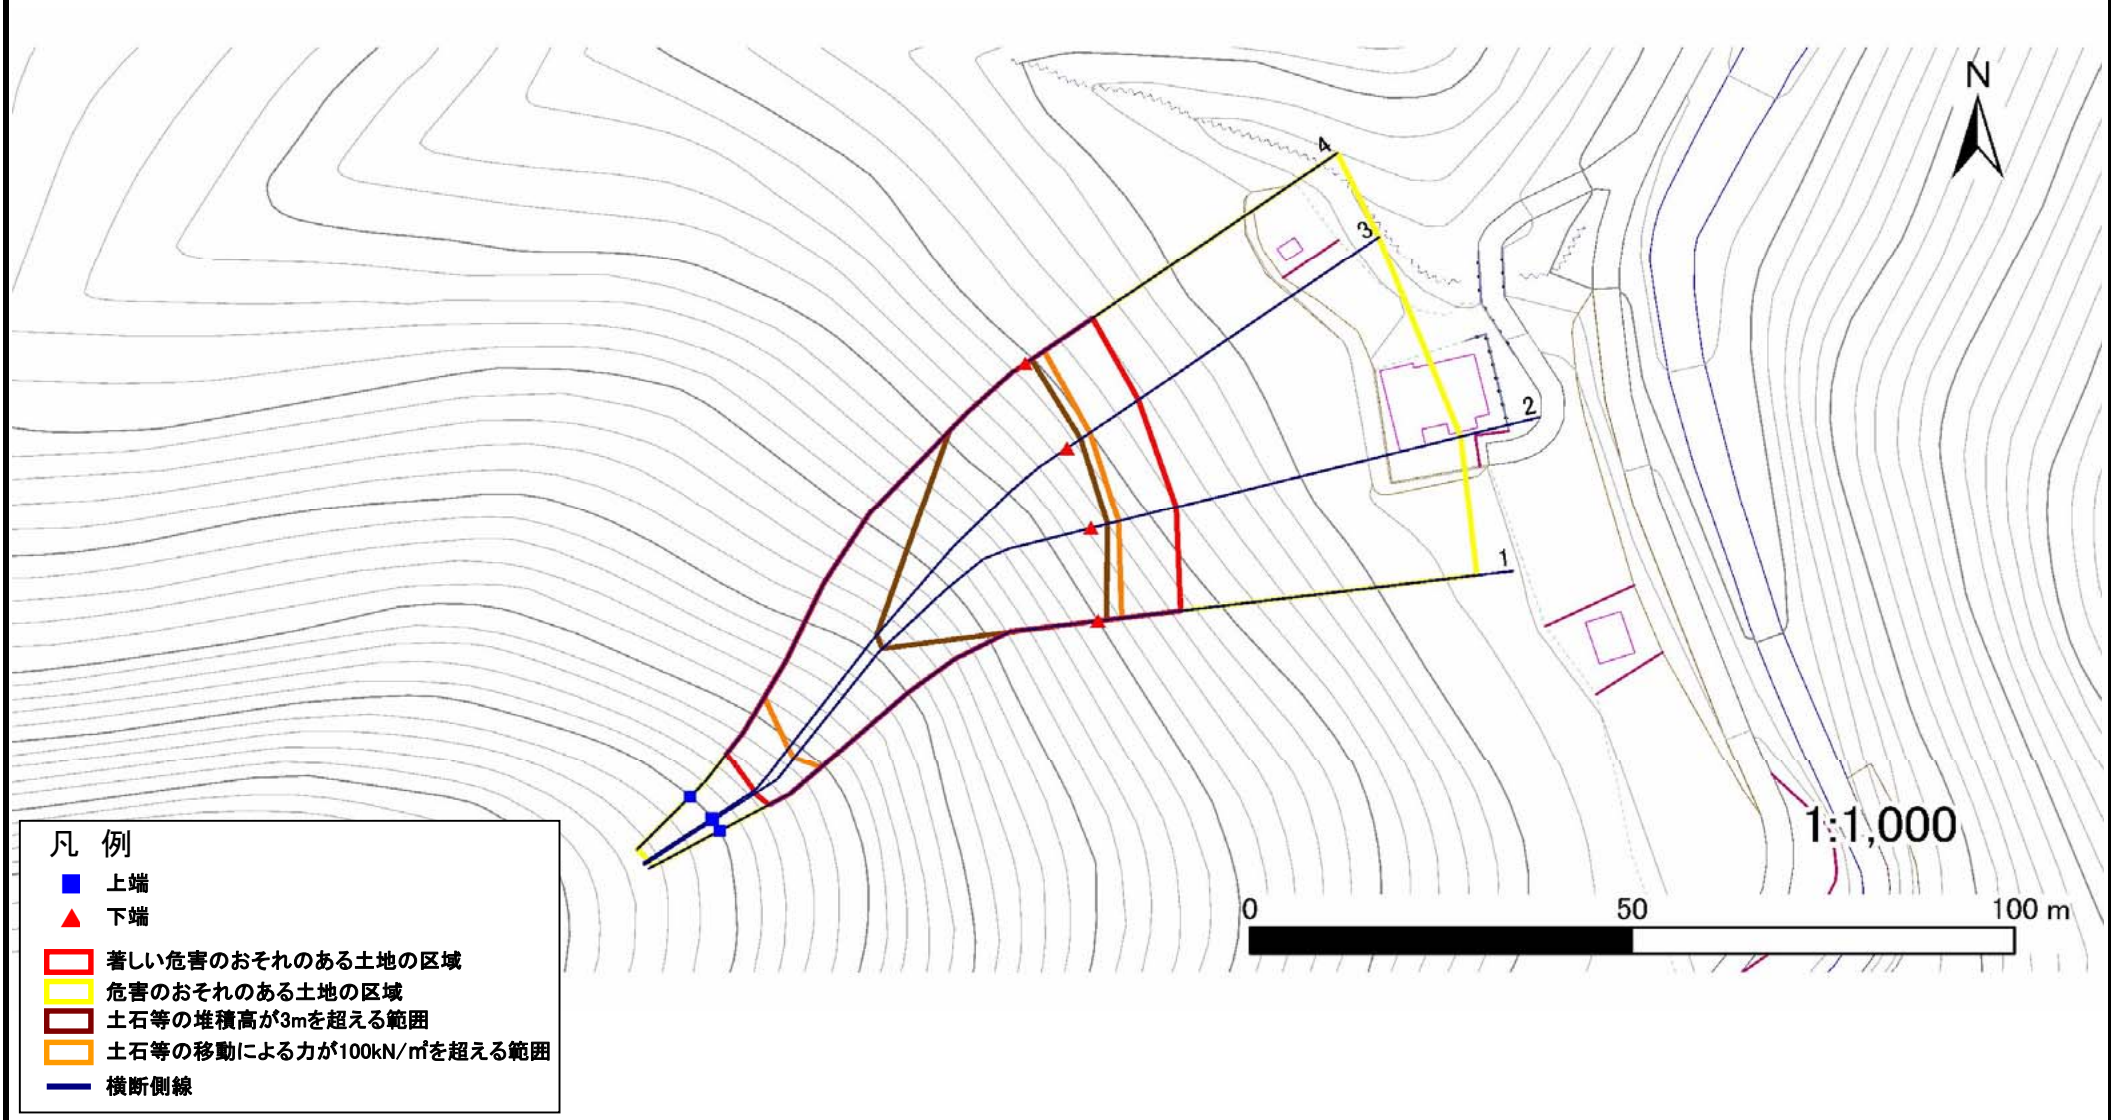 N
4
3
2
1
1:1,000
0 50 100 m
凡 例
上端
下端
著しい危害のおそれのある土地の区域
危害のおそれのある土地の区域
土石等の堆積高が3mを超える範囲
土石等の移動による力が100kN/㎡を超える範囲
横断側線